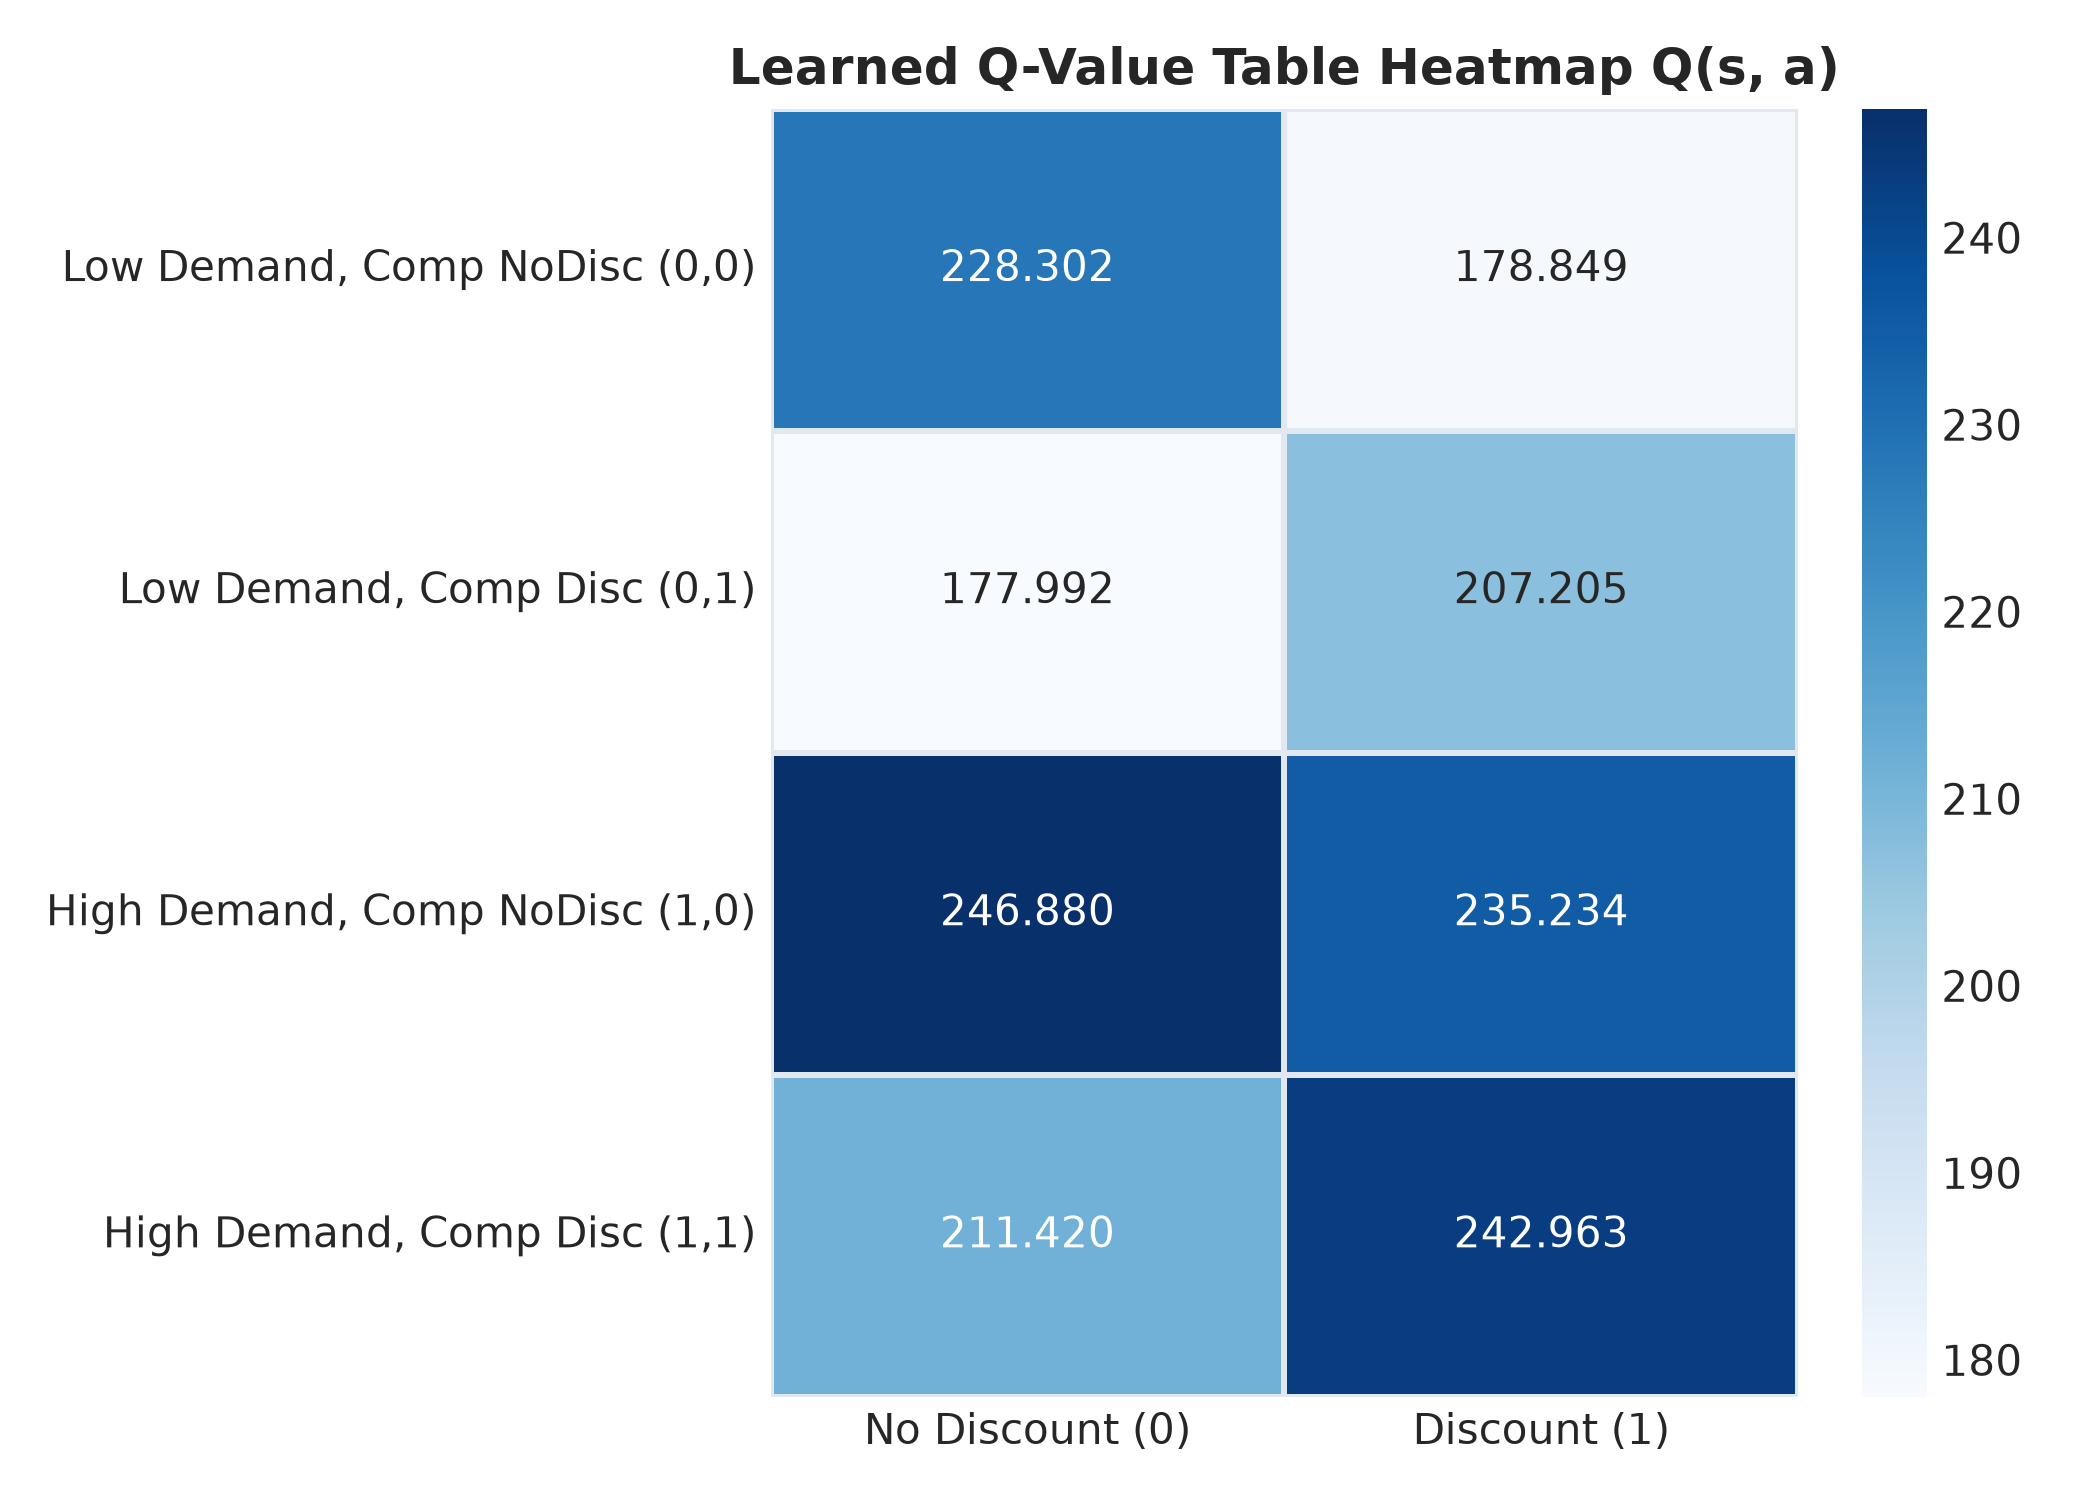 Learned Q-Value Table Heatmap Q(s, a)
Low Demand, Comp NoDisc (0,0)
228.302
178.849
Low Demand, Comp Disc (0,1)
177.992
207.205
High Demand, Comp NoDisc (1,0)
246.880
235.234
High Demand, Comp Disc (1,1)
211.420
242.963
No Discount (0)
Discount (1)
240
230
220
210
200
190
180